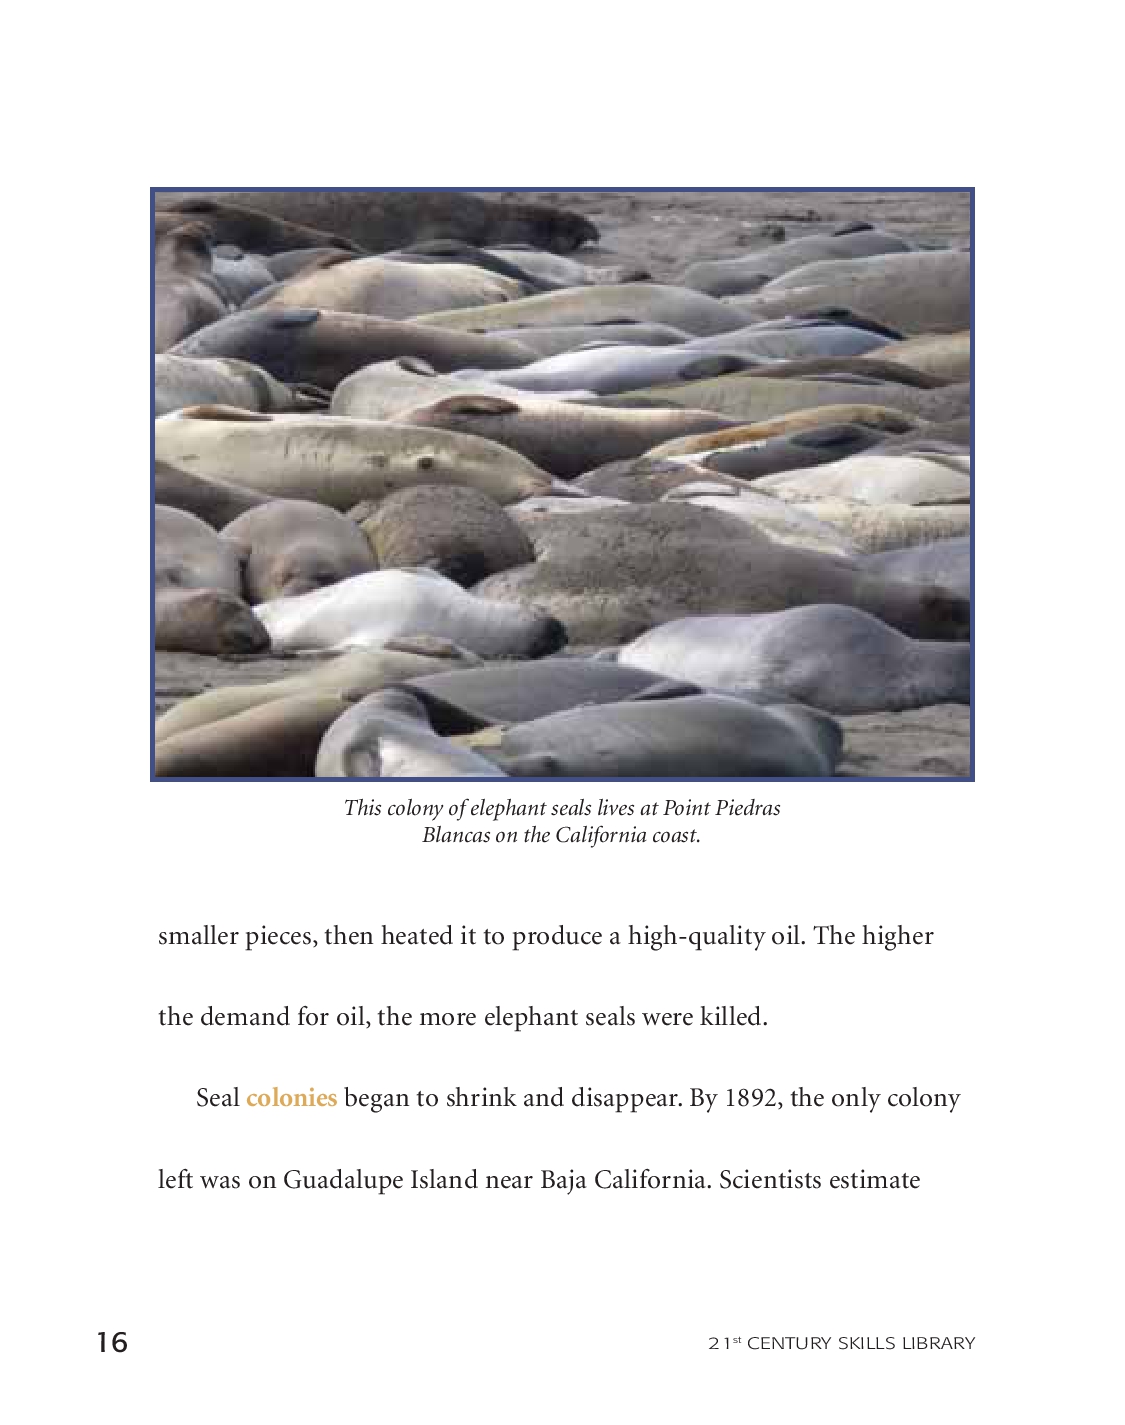 This colony of elephant seals lives at Point Piedras
Blancas on the California coast.
smaller pieces, then heated it to produce a high-quality oil. The higher
the demand for oil, the more elephant seals were killed.
Seal colonies began to shrink and disappear. By 1892, the only colony
left was on Guadalupe Island near Baja California. Scientists estimate
16
21st CENTURY SKILLS LIBRARY